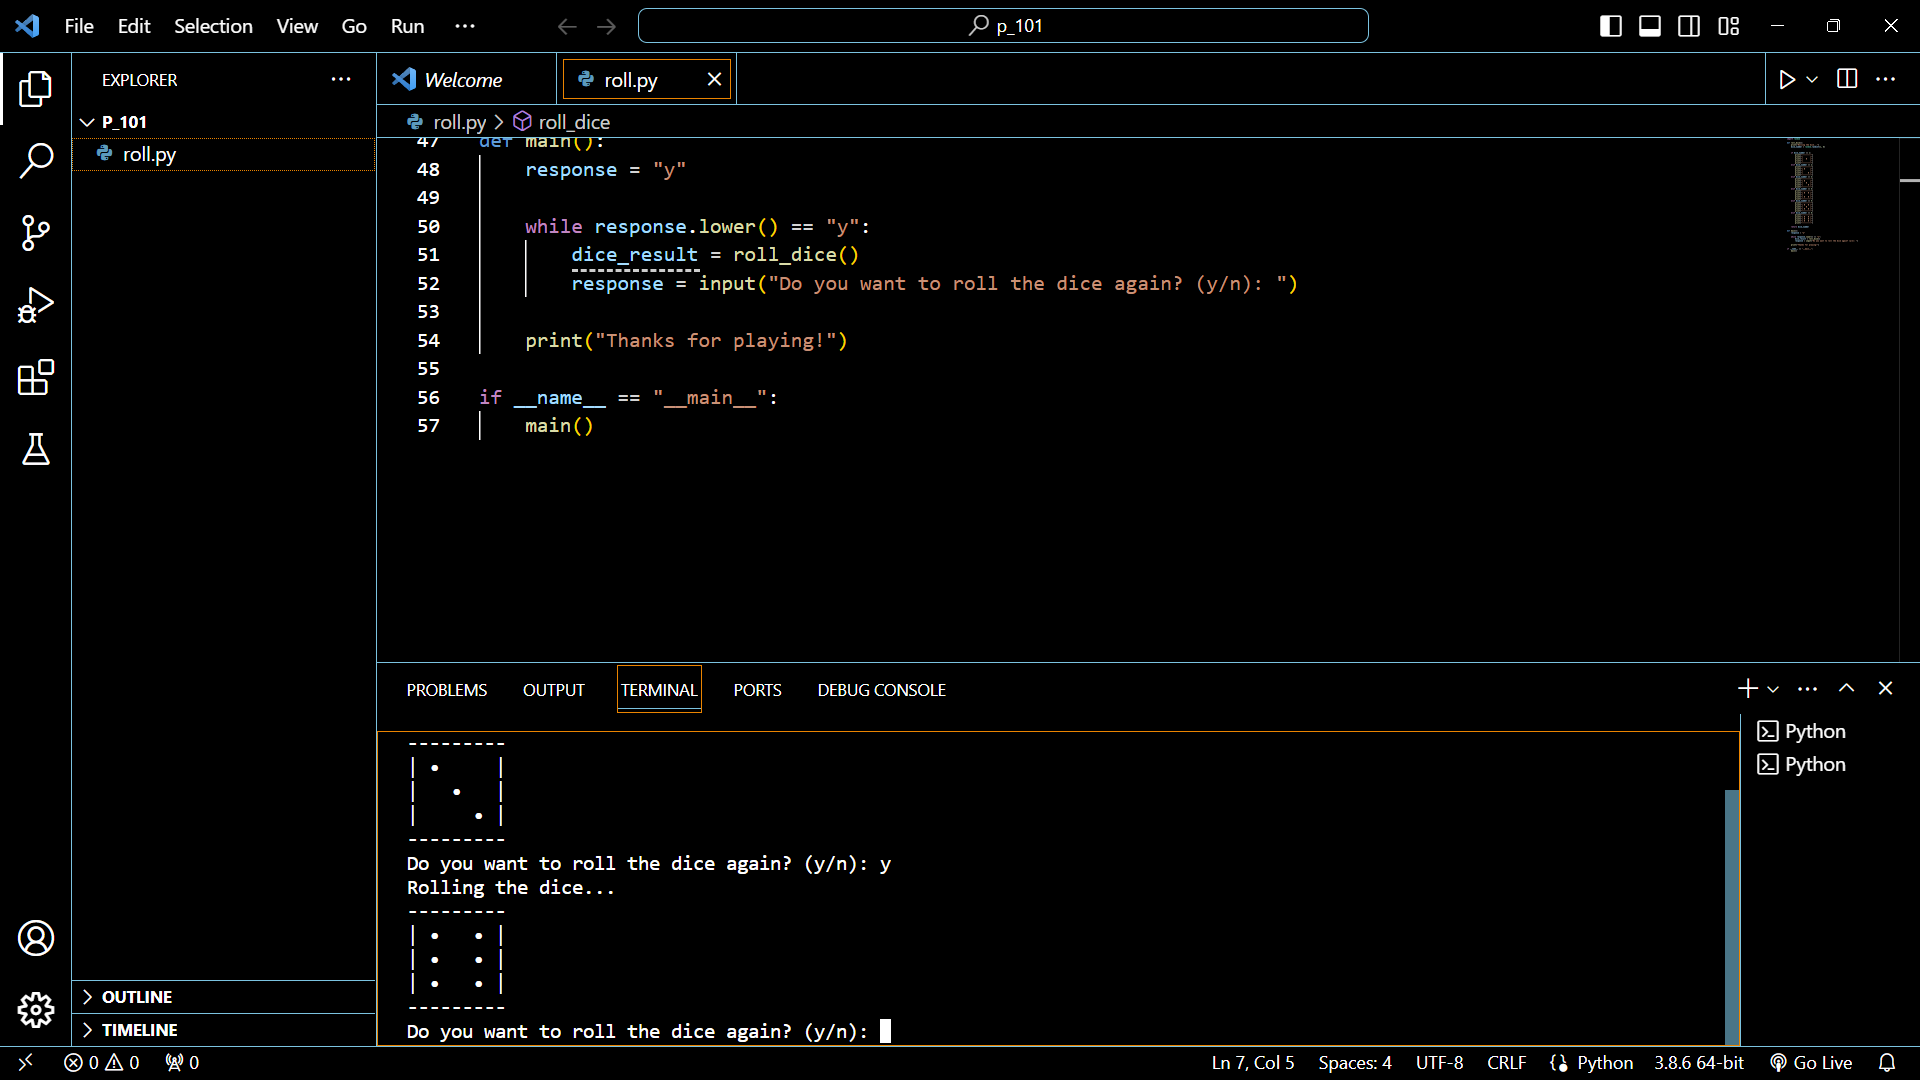 File Edit Selection View Go Run ···
p_101
EXPLORER ···
P_101
roll.py
OUTLINE
TIMELINE
Welcome
roll.py
roll.py > roll_dice
47 def main():
48 response = "y"
49
50 while response.lower() == "y":
51 dice_result = roll_dice()
52 response = input("Do you want to roll the dice again? (y/n): ")
53
54 print("Thanks for playing!")
55
56 if __name__ == "__main__":
57 main()
PROBLEMS OUTPUT TERMINAL PORTS DEBUG CONSOLE
Python
Python
---------
| •     |
|   •   |
|     • |
---------
Do you want to roll the dice again? (y/n): y
Rolling the dice...
---------
| •   • |
| •   • |
| •   • |
---------
Do you want to roll the dice again? (y/n):
0 0 0 Ln 7, Col 5 Spaces: 4 UTF-8 CRLF Python 3.8.6 64-bit Go Live